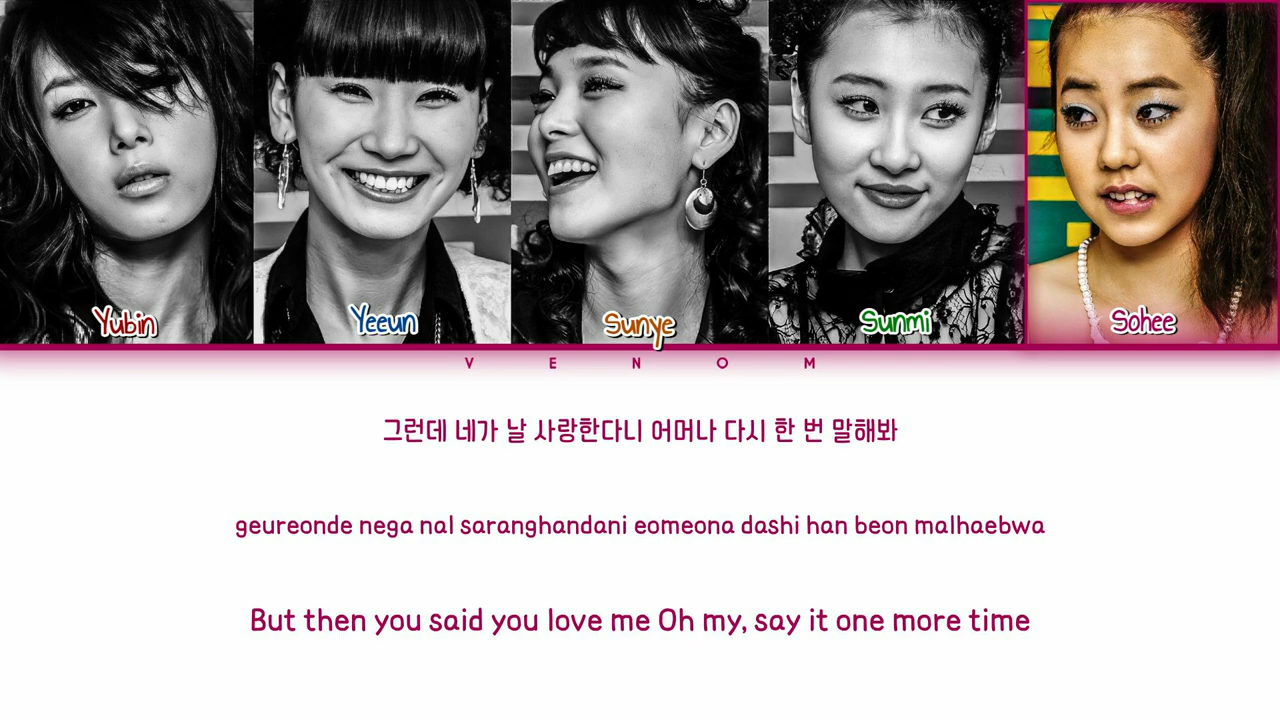 Yubin
Yeeun
Sunye
Sunmi
Sohee
V E N O M
그런데 네가 날 사랑한다니 어머나 다시 한 번 말해봐
geureonde nega nal saranghandani eomeona dashi han beon malhaebwa
But then you said you love me Oh my, say it one more time